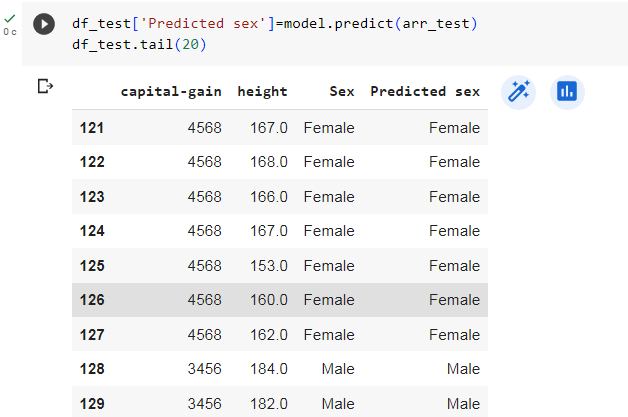 df_test['Predicted sex']=model.predict(arr_test)
0 с
df_test.tail(20)
capital-gain height Sex Predicted sex
121 4568 167.0 Female Female
122 4568 168.0 Female Female
123 4568 166.0 Female Female
124 4568 167.0 Female Female
125 4568 153.0 Female Female
126 4568 160.0 Female Female
127 4568 162.0 Female Female
128 3456 184.0 Male Male
129 3456 182.0 Male Male